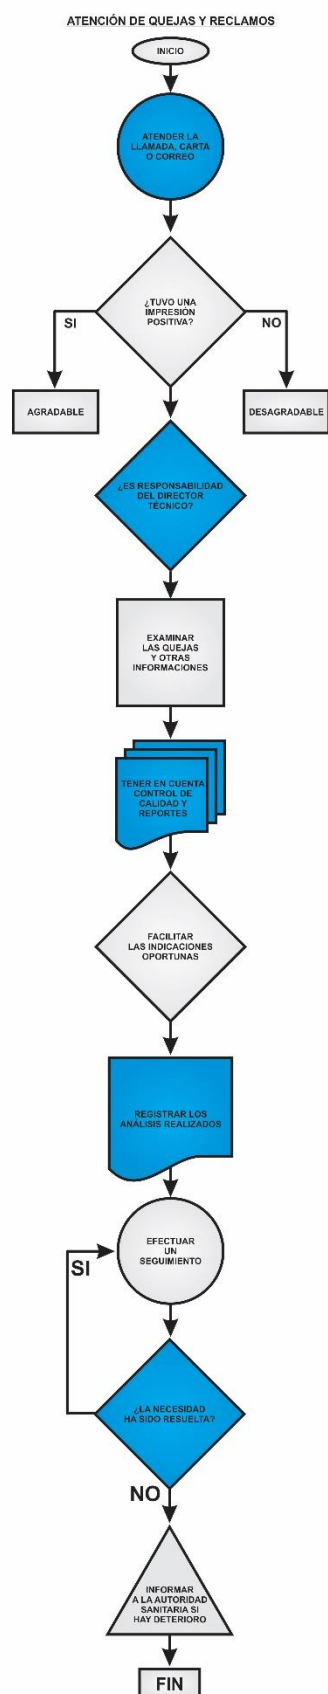 ATENCIÓN DE QUEJAS Y RECLAMOS
INICIO
ATENDER LA
LLAMADA, CARTA
O CORREO
¿TUVO UNA
IMPRESIÓN
POSITIVA?
SI
NO
AGRADABLE
DESAGRADABLE
¿ES RESPONSABILIDAD
DEL DIRECTOR
TÉCNICO?
EXAMINAR
LAS QUEJAS
Y OTRAS
INFORMACIONES
TENER EN CUENTA
CONTROL DE
CALIDAD Y
REPORTES
FACILITAR
LAS INDICACIONES
OPORTUNAS
REGISTRAR LOS
ANÁLISIS REALIZADOS
EFECTUAR
UN
SEGUIMIENTO
SI
¿LA NECESIDAD
HA SIDO RESUELTA?
NO
INFORMAR
A LA AUTORIDAD
SANITARIA SI
HAY DETERIORO
FIN